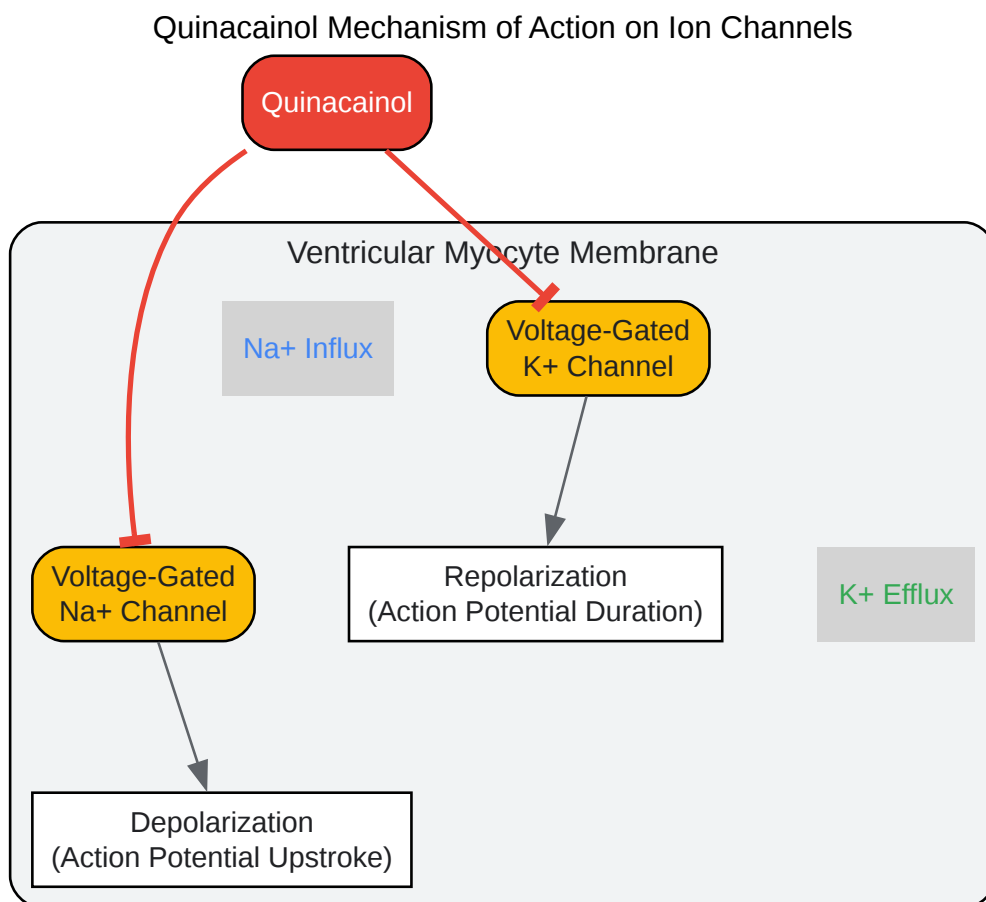 Quinacainol Mechanism of Action on Ion Channels
Quinacainol
Ventricular Myocyte Membrane
Na+ Influx
Voltage-Gated
K+ Channel
Voltage-Gated
Na+ Channel
Repolarization
(Action Potential Duration)
K+ Efflux
Depolarization
(Action Potential Upstroke)